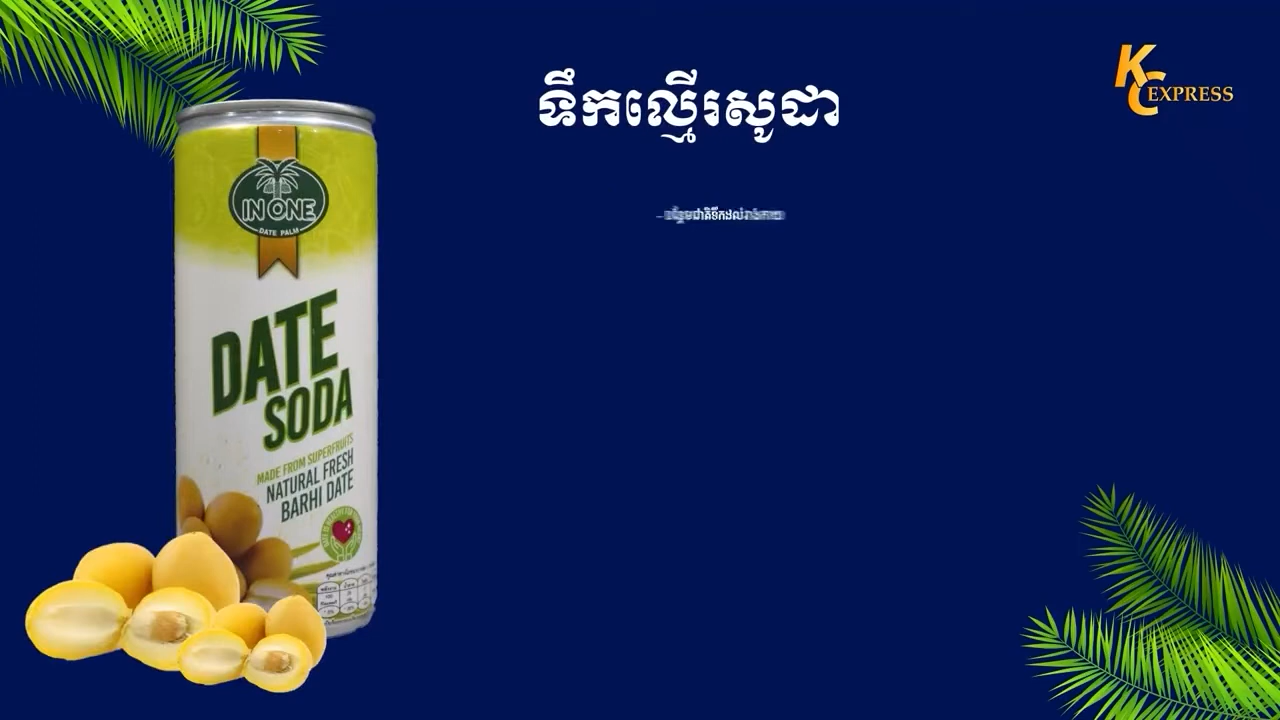 ទឹកល្មើរសូដា
KC EXPRESS
IN ONE
DATE PALM
DATE
SODA
MADE FROM SUPERFRUITS
NATURAL FRESH
BARHI DATE